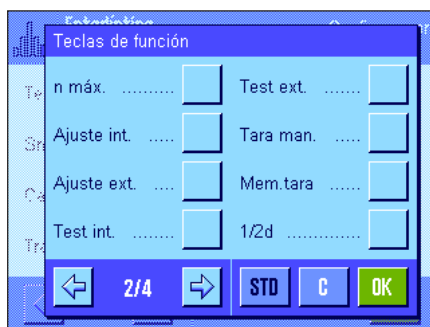 Teclas de función
n máx. ..........
Ajuste int. .....
Ajuste ext. ....
Test int. ........
Test ext. .......
Tara man. .....
Mem.tara ......
1/2d ..............
2/4
STD
C
OK